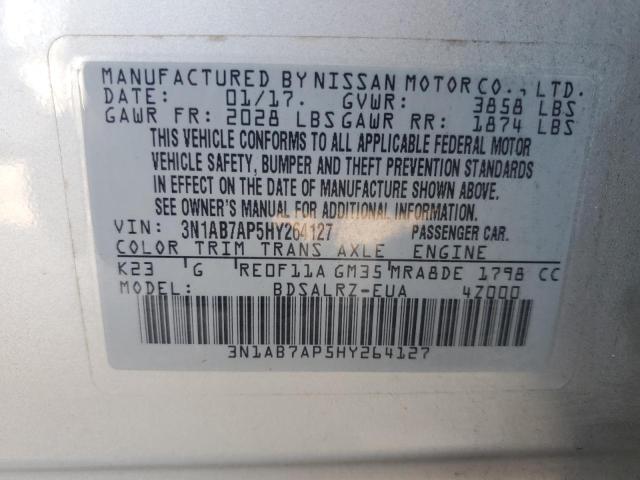 MANUFACTURED BY NISSAN MOTOR CO., LTD.
DATE: 01/17. GVWR: 3858 LBS
GAWR FR: 2028 LBS GAWR RR: 1874 LBS
THIS VEHICLE CONFORMS TO ALL APPLICABLE FEDERAL MOTOR
VEHICLE SAFETY, BUMPER AND THEFT PREVENTION STANDARDS
IN EFFECT ON THE DATE OF MANUFACTURE SHOWN ABOVE.
SEE OWNER'S MANUAL FOR ADDITIONAL INFORMATION.
VIN: 3N1AB7AP5HY264127 PASSENGER CAR.
COLOR TRIM TRANS AXLE ENGINE
K23 G RE0F11A GM35 MRA8DE 1798 CC
MODEL: BDSALRZ-EUA 4Z000
3N1AB7AP5HY264127